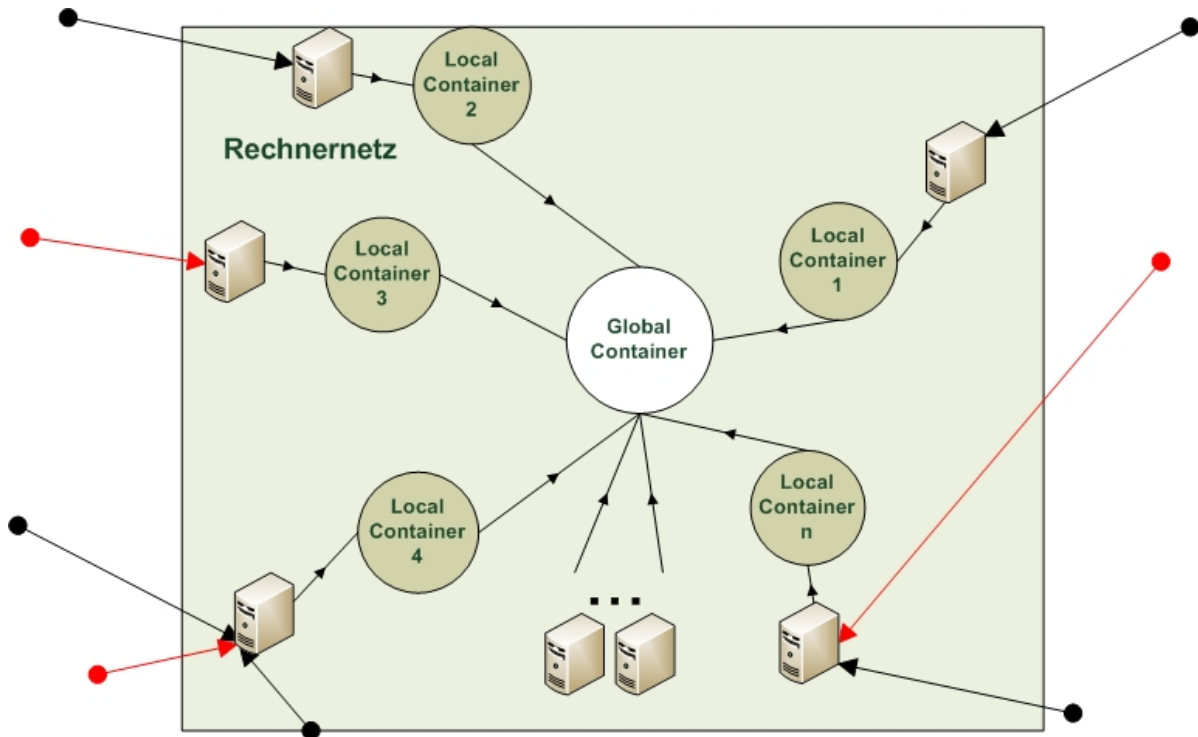 Local
Container
2
Rechnernetz
Local
Container
1
Local
Container
3
Global
Container
Local
Container
4
Local
Container
n
...